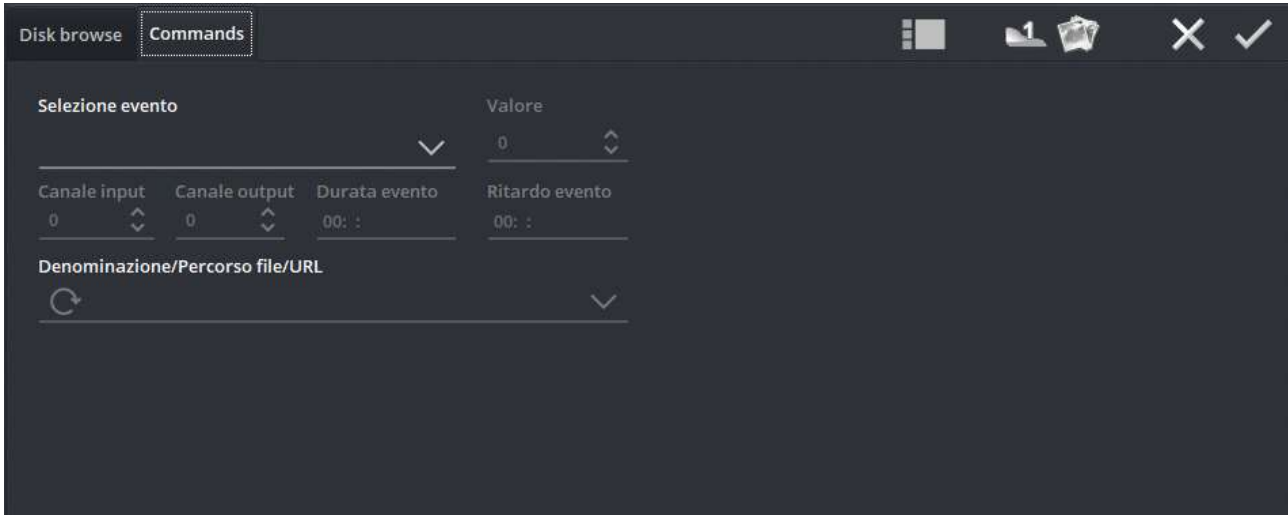 Disk browse Commands 1
Selezione evento Valore
0
Canale input Canale output Durata evento Ritardo evento
0 0 00: : 00: :
Denominazione/Percorso file/URL